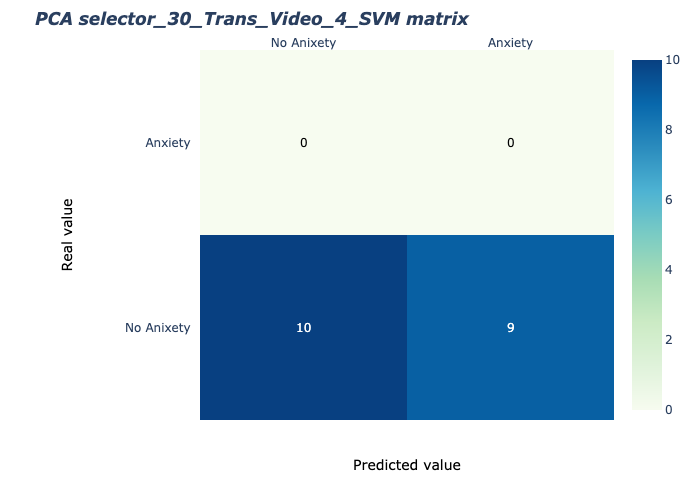 PCA selector_30_Trans_Video_4_SVM matrix
No Anixety Anxiety
10
Anxiety 0 0
8
6
Real value
4
No Anixety 10 9
2
0
Predicted value